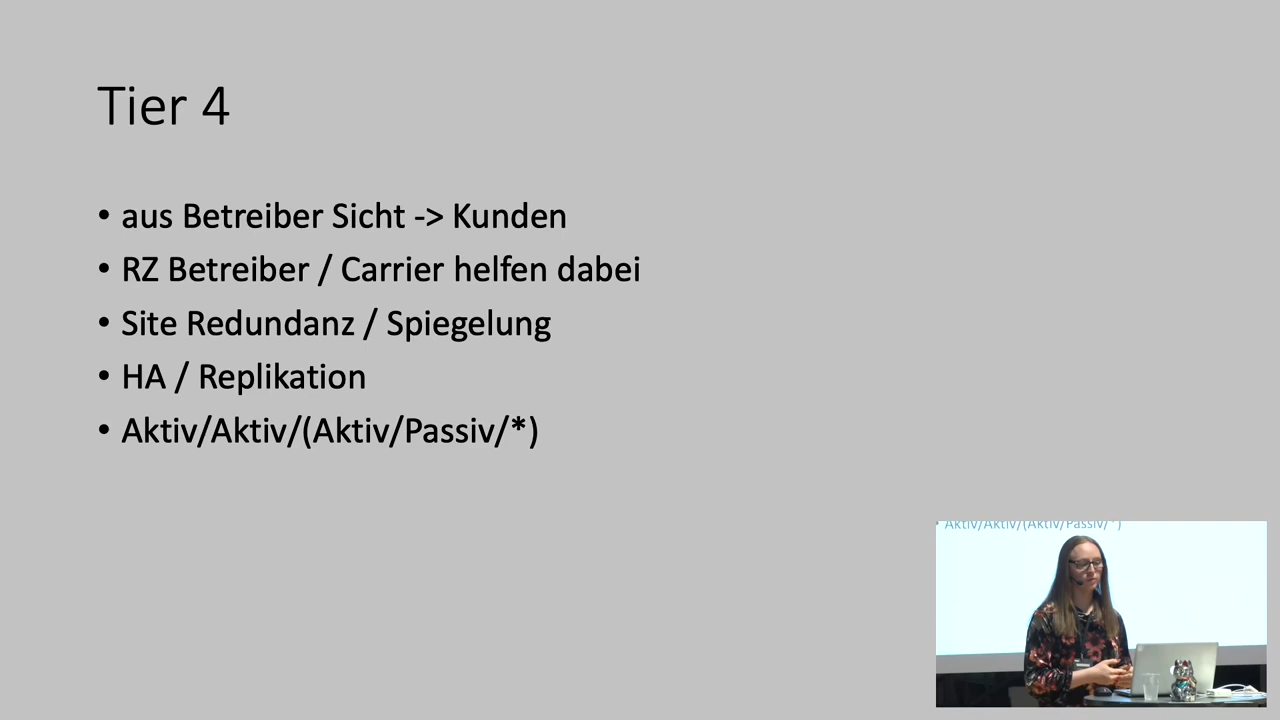 Tier 4
• aus Betreiber Sicht -> Kunden
• RZ Betreiber / Carrier helfen dabei
• Site Redundanz / Spiegelung
• HA / Replikation
• Aktiv/Aktiv/(Aktiv/Passiv/*)
• Aktiv/Aktiv/(Aktiv/Passiv/*)